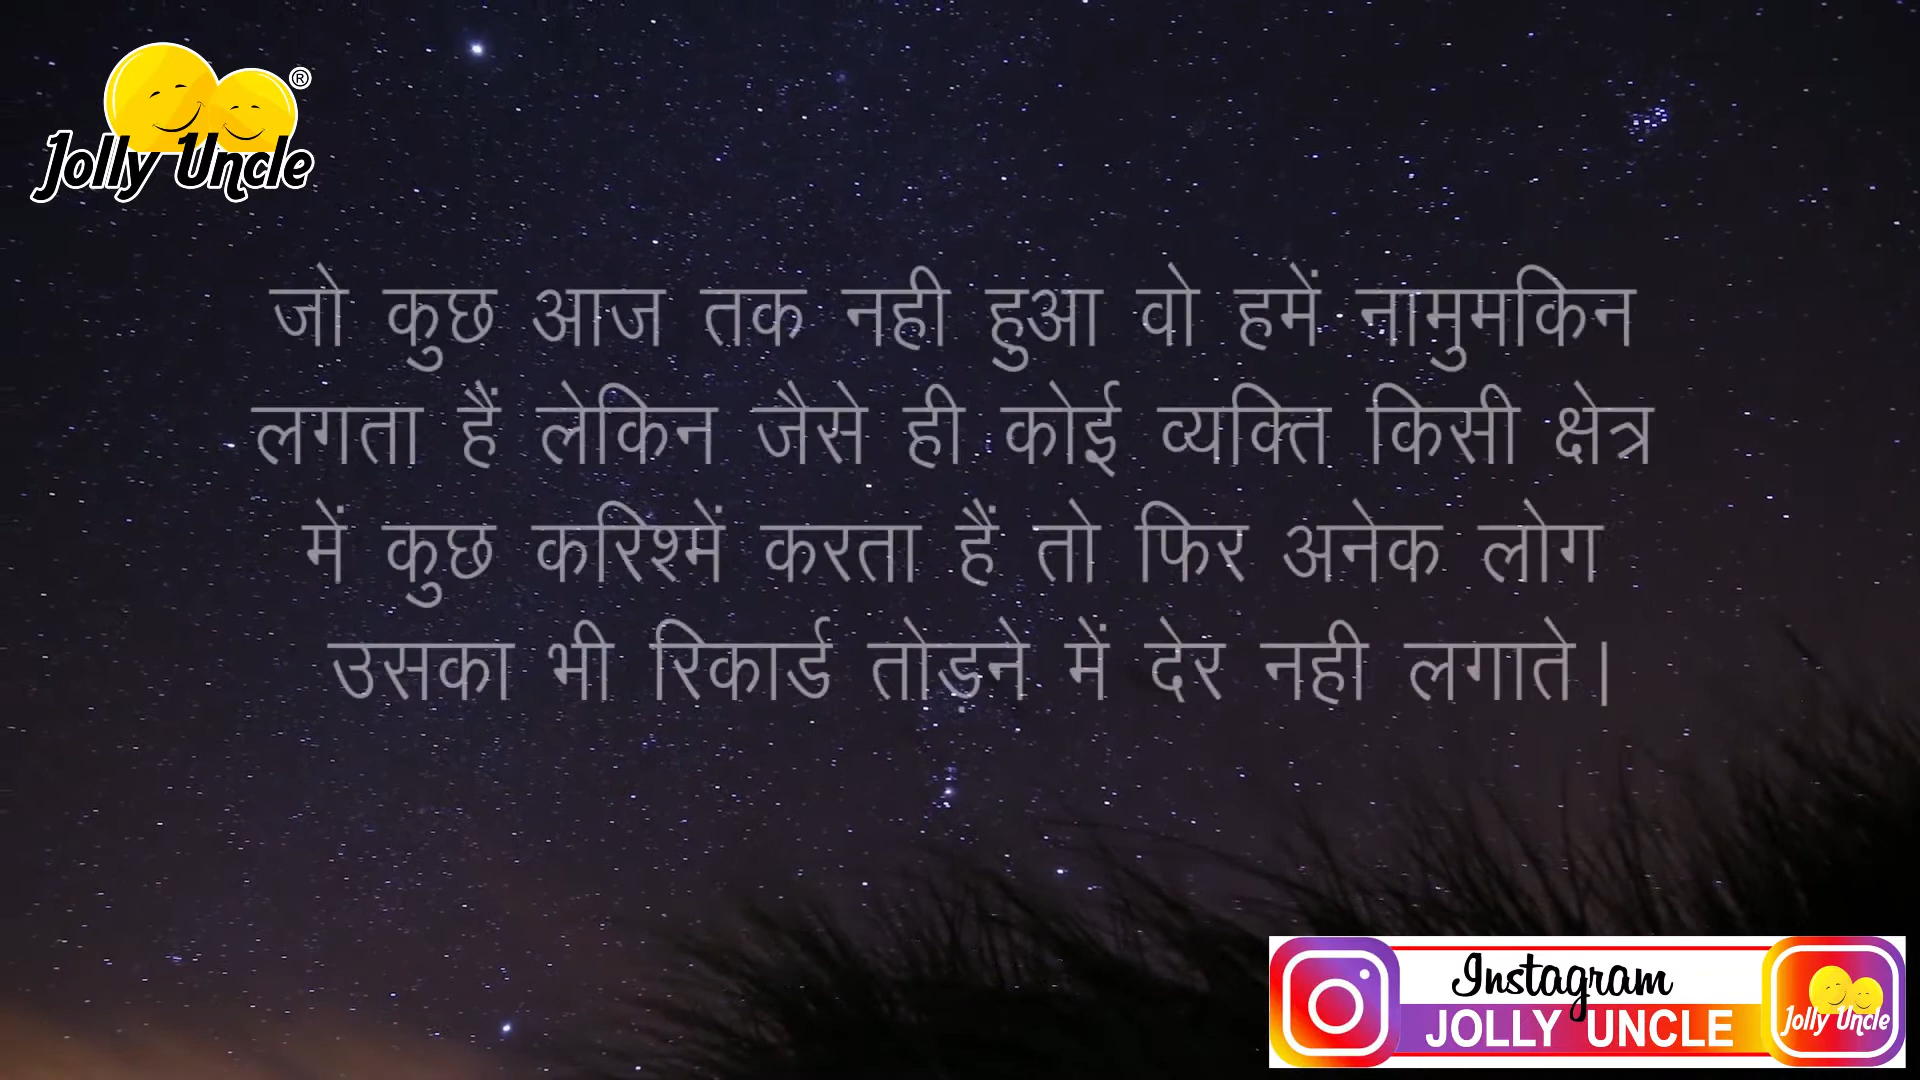 Jolly Uncle ®
जो कुछ आज तक नही हुआ वो हमें नामुमकिन
लगता हैं लेकिन जैसे ही कोई व्यक्ति किसी क्षेत्र
में कुछ करिश्में करता हैं तो फिर अनेक लोग
उसका भी रिकार्ड तोड़ने में देर नही लगाते।
Instagram
JOLLY UNCLE
Jolly Uncle